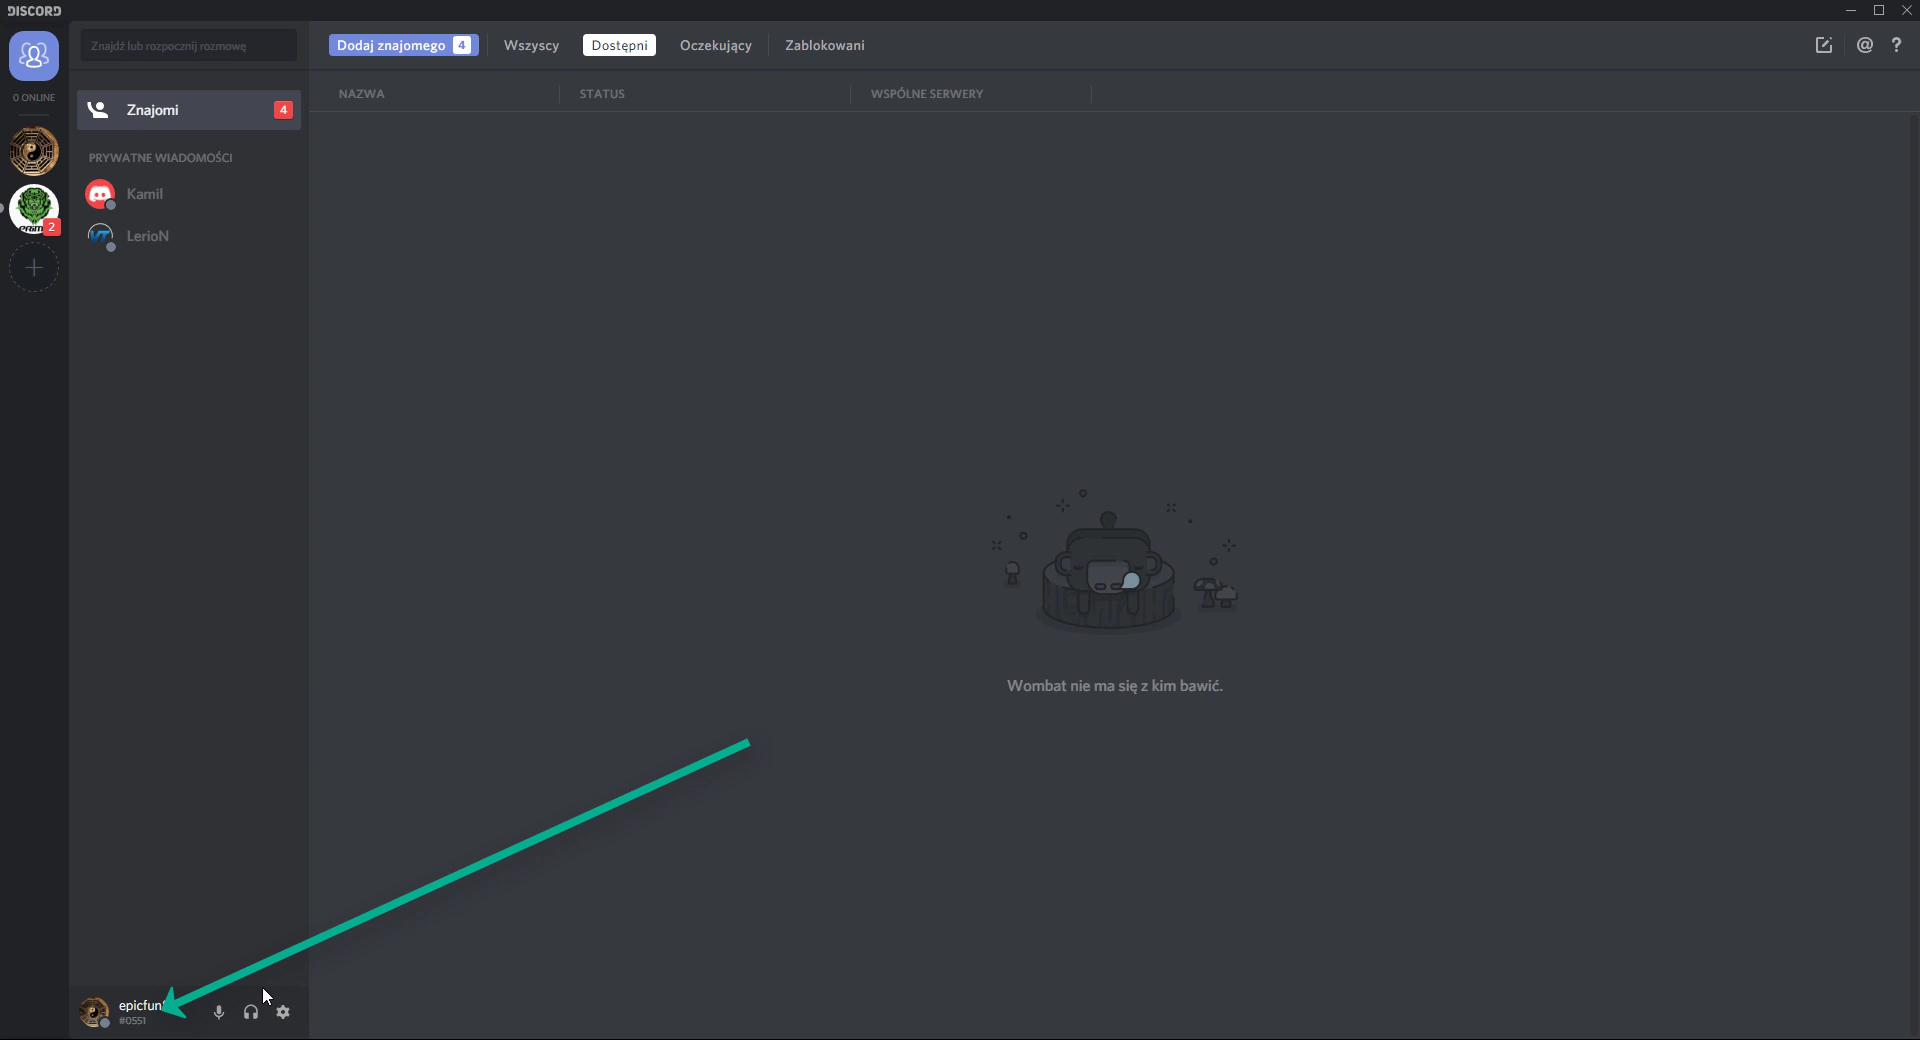 DISCORD
Znajdź lub rozpocznij rozmowę
Dodaj znajomego 4
Wszyscy
Dostępni
Oczekujący
Zablokowani
@
?
0 ONLINE
Znajomi 4
NAZWA
STATUS
WSPÓLNE SERWERY
PRYWATNE WIADOMOŚCI
Kamil
LerioN
2
Wombat nie ma się z kim bawić.
epicfun
#0551